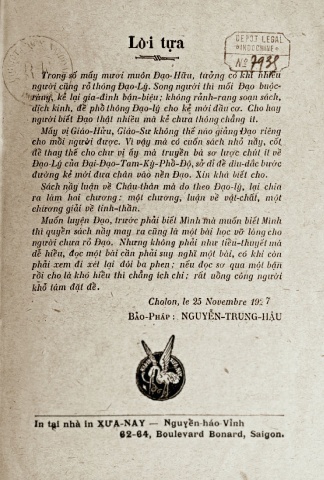 Lời tựa
DÉPÔT LEGAL
INDOCHINE
Nº 7938
Trong số mấy mươi muôn Đạo-Hữu, tưởng có khi nhiều
người cũng rõ thông Đạo-Lý. Song người thì mối Đạo buộc-
ràng, kẻ lại gia-đình bận-biệu; không rảnh-rang soạn sách,
dịch kinh, để phổ thông Đạo-lý cho kẻ mới đầu cơ. Cho hay
người biết Đạo thật nhiều mà kẻ chưa thông chẳng ít.
Mấy vị Giáo-Hữu, Giáo-Sư không thể nào giảng Đạo riêng
cho mỗi người được. Vì vậy mà có cuốn sách nhỏ nầy, cốt
để thay thế cho chư vị ấy mà truyền bá sơ lược chút ít về
Đạo-Lý của Đại-Đạo-Tam-Kỳ-Phổ-Độ, sở dĩ để dìu-dắc bước
đường kẻ mới đưa chân vào nền Đạo. Xin khá biết cho.
Sách nầy luận về Châu-thân mà do theo Đạo-lý, lại chia
ra làm hai chương: một chương, luận về vật-chất, một
chương giải về tinh-thần.
Muốn luyện Đạo, trước phải biết Mình mà muốn biết Mình
thì quyển sách nầy may ra cũng là một bài học vở lòng cho
người chưa rõ Đạo. Nhưng không phải như tiểu-thuyết mà
dễ hiểu, đọc một bài cần phải suy nghĩ một bài, có khi còn
phải xem đi xét lại đôi ba phen; nếu đọc sơ qua một bận
rồi cho là khó hiểu thì chẳng ích chi; rất uổng công người
khổ tâm đặt để.
Cholon, le 25 Novembre 1927
BẢO-PHÁP: NGUYỄN-TRUNG-HẬU
In tại nhà in XƯA-NAY — Nguyễn-háo-Vĩnh
62-64, Boulevard Bonard, Saigon.